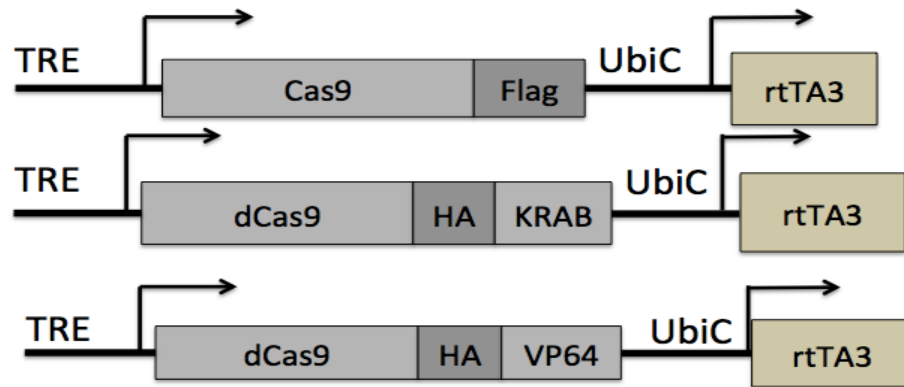 TRE Cas9 Flag UbiC rtTA3
TRE dCas9 HA KRAB UbiC rtTA3
TRE dCas9 HA VP64 UbiC rtTA3